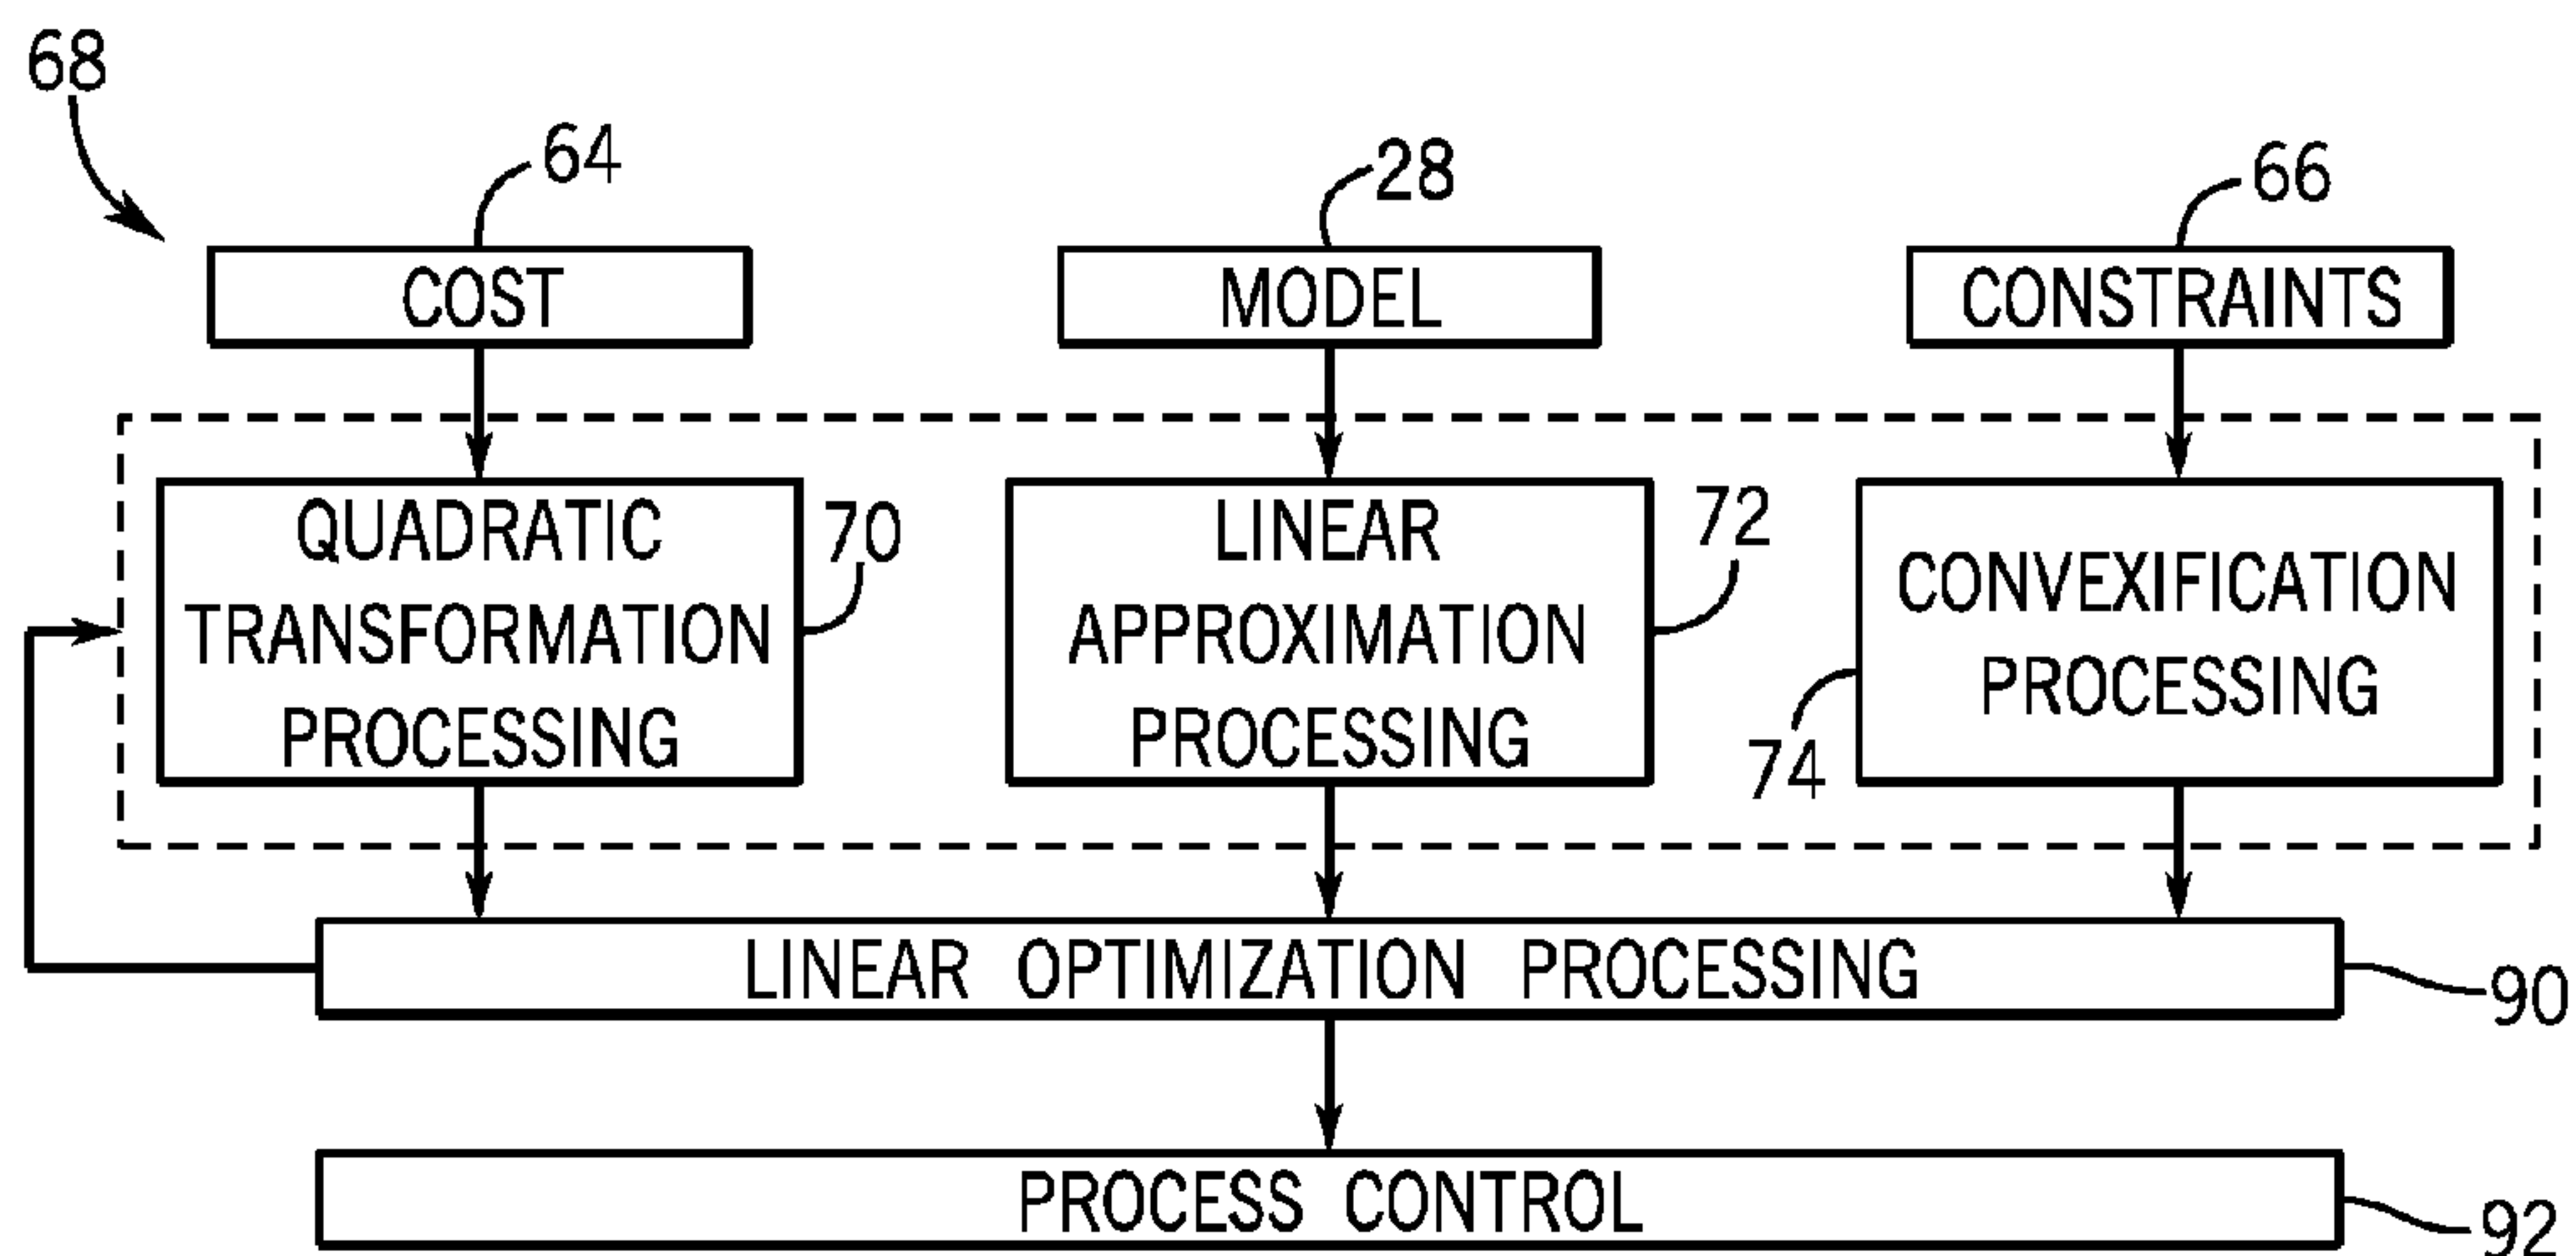 68
64
28
66
COST
MODEL
CONSTRAINTS
QUADRATIC
TRANSFORMATION
PROCESSING
70
LINEAR
APPROXIMATION
PROCESSING
72
CONVEXIFICATION
PROCESSING
74
LINEAR OPTIMIZATION PROCESSING
90
PROCESS CONTROL
92